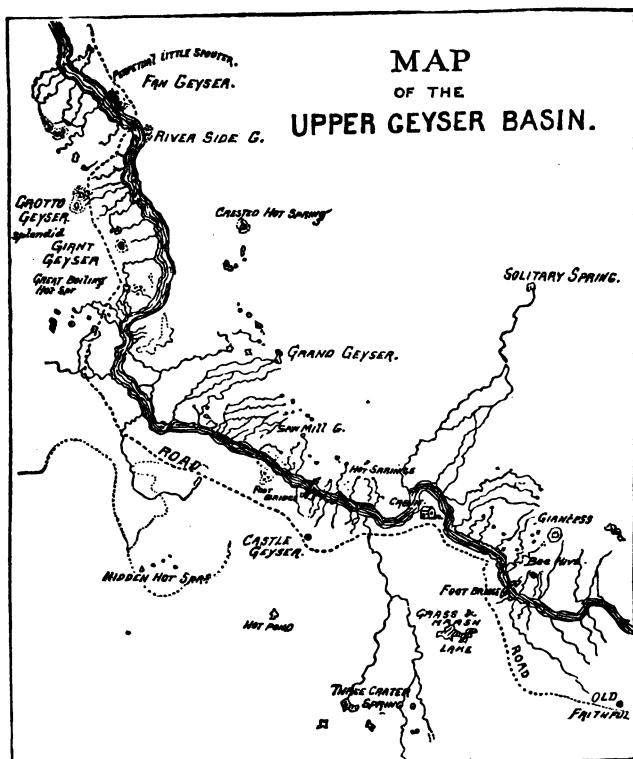 MAP
OF THE
UPPER GEYSER BASIN.
PERPETUAL LITTLE SPOUTER.
FAN GEYSER.
RIVER SIDE G.
GROTTO
GEYSER
Splendid
GIANT
GEYSER
GREAT BOILING
HOT SPR
CRESTED HOT SPRING
SOLITARY SPRING.
GRAND GEYSER.
SAW MILL G.
HOT SPRINGS
ROAD
FOOT
BRIDGE
CASTLE
GEYSER
GIANTESS
BEE HIVE
FOOT BRIDGE
HIDDEN HOT SPR
HOT POND
GRASS &
MARSH
LAKE
ROAD
THREE CRATER
SPRING
OLD
FAITHFUL